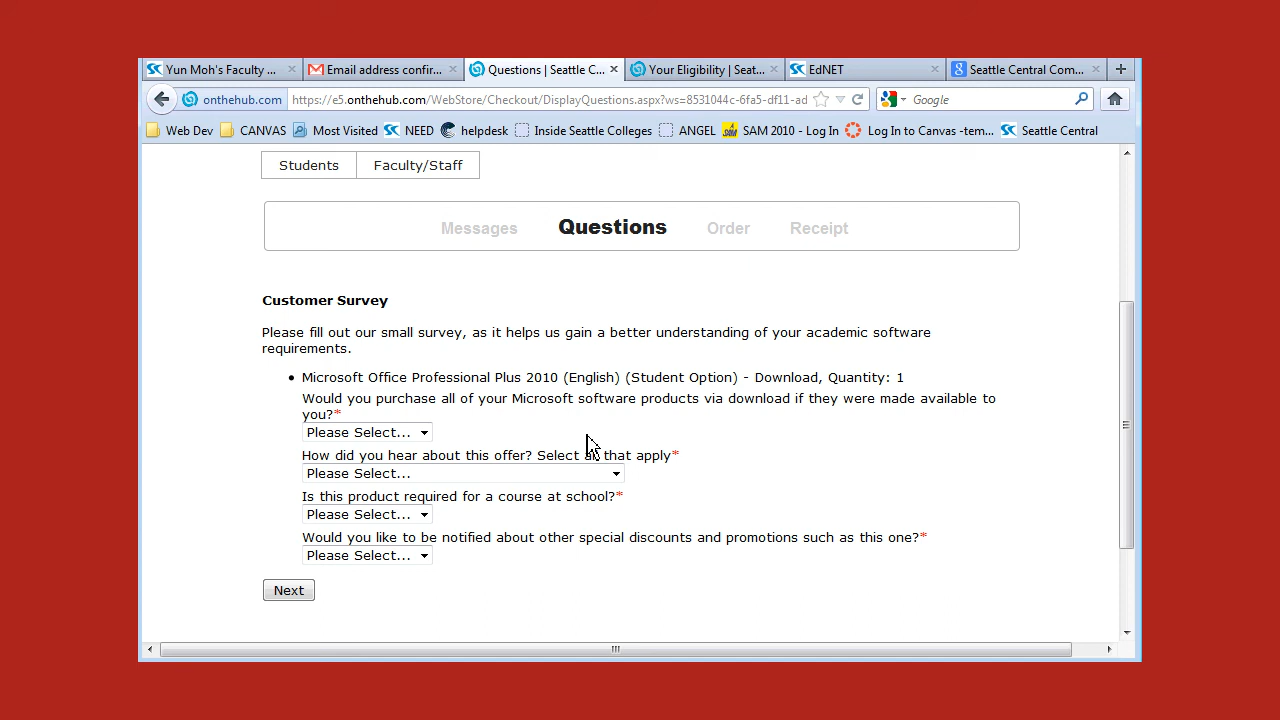 Yun Moh's Faculty ... Email address confir... Questions | Seattle C... Your Eligibility | Seat... EdNET Seattle Central Com...
onthehub.com https://e5.onthehub.com/WebStore/Checkout/DisplayQuestions.aspx?ws=8531044c-6fa5-df11-ad Google
Web Dev CANVAS Most Visited NEED helpdesk Inside Seattle Colleges ANGEL SAM 2010 - Log In Log In to Canvas -tem... Seattle Central
Students Faculty/Staff
Messages Questions Order Receipt
Customer Survey
Please fill out our small survey, as it helps us gain a better understanding of your academic software
requirements.
• Microsoft Office Professional Plus 2010 (English) (Student Option) - Download, Quantity: 1
Would you purchase all of your Microsoft software products via download if they were made available to
you?*
Please Select...
How did you hear about this offer? Select all that apply*
Please Select...
Is this product required for a course at school?*
Please Select...
Would you like to be notified about other special discounts and promotions such as this one?*
Please Select...
Next